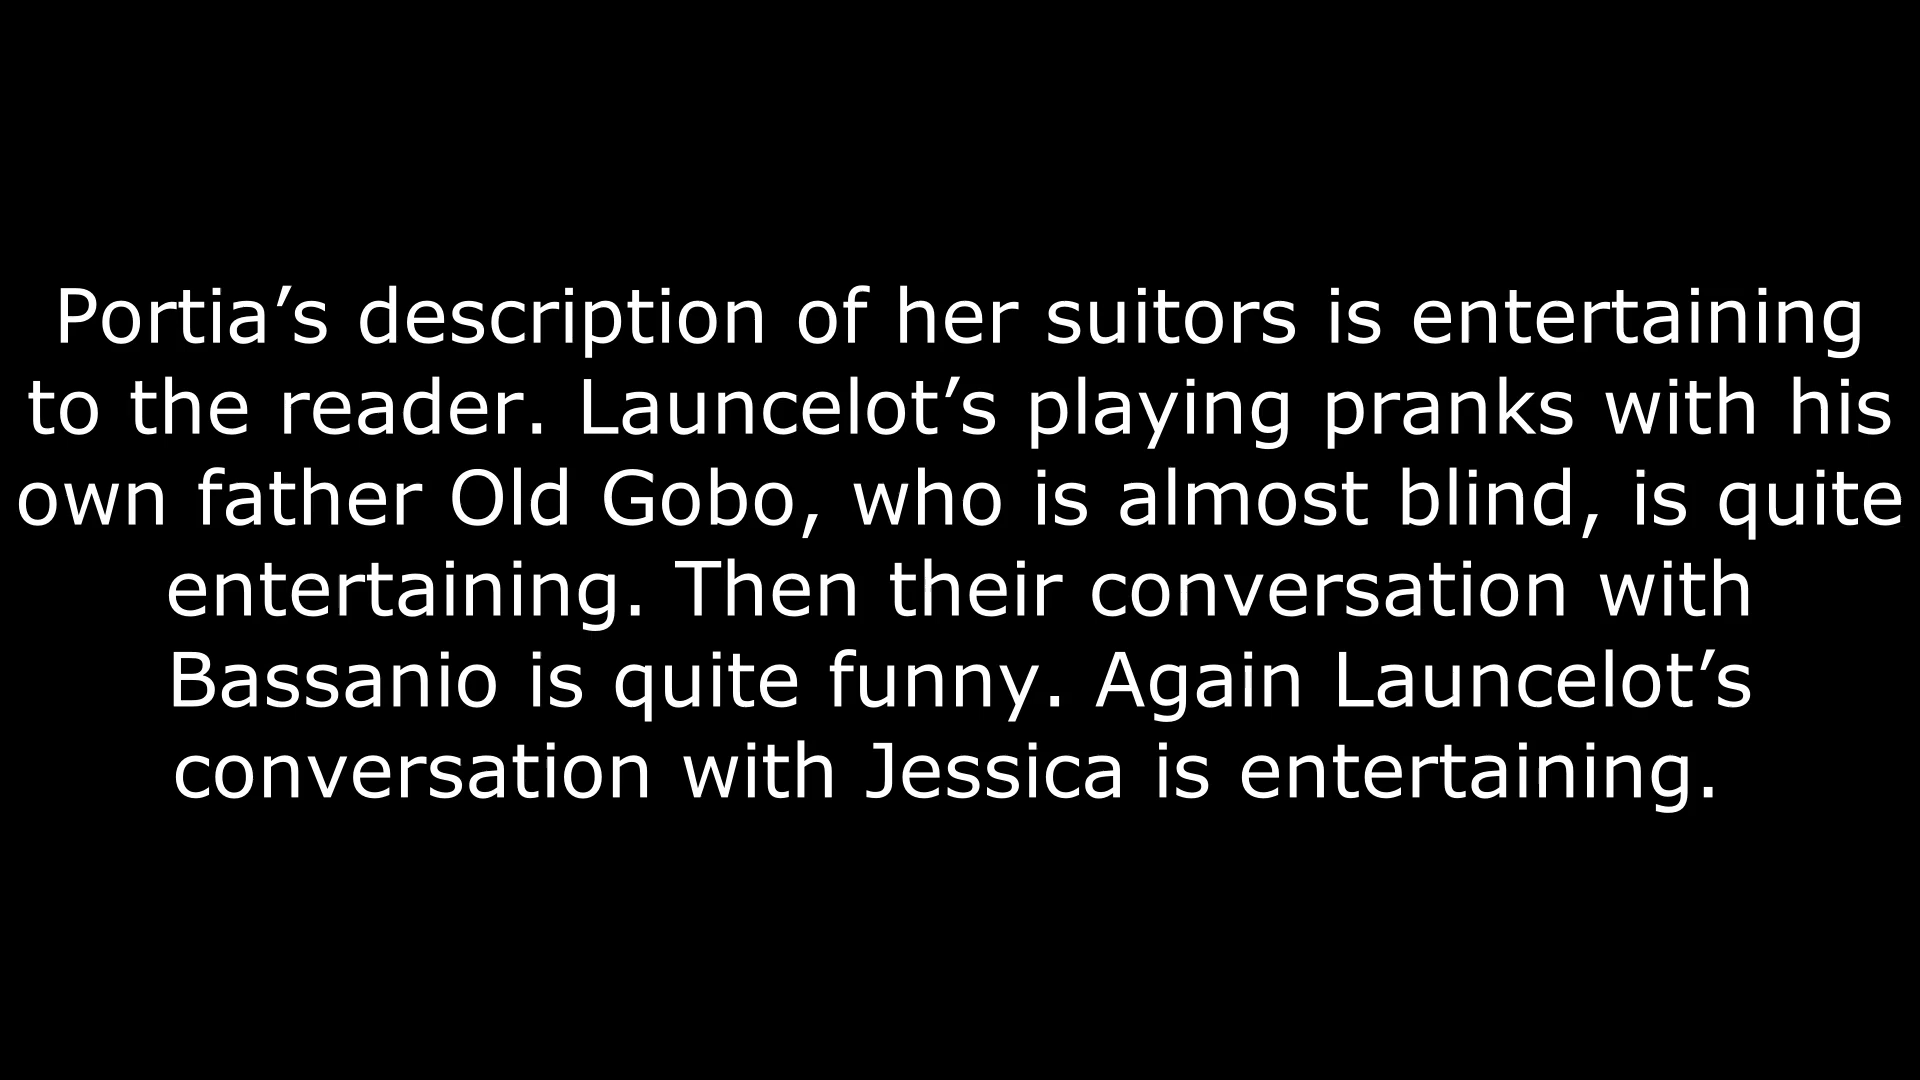 Portia’s description of her suitors is entertaining
to the reader. Launcelot’s playing pranks with his
own father Old Gobo, who is almost blind, is quite
entertaining. Then their conversation with
Bassanio is quite funny. Again Launcelot’s
conversation with Jessica is entertaining.